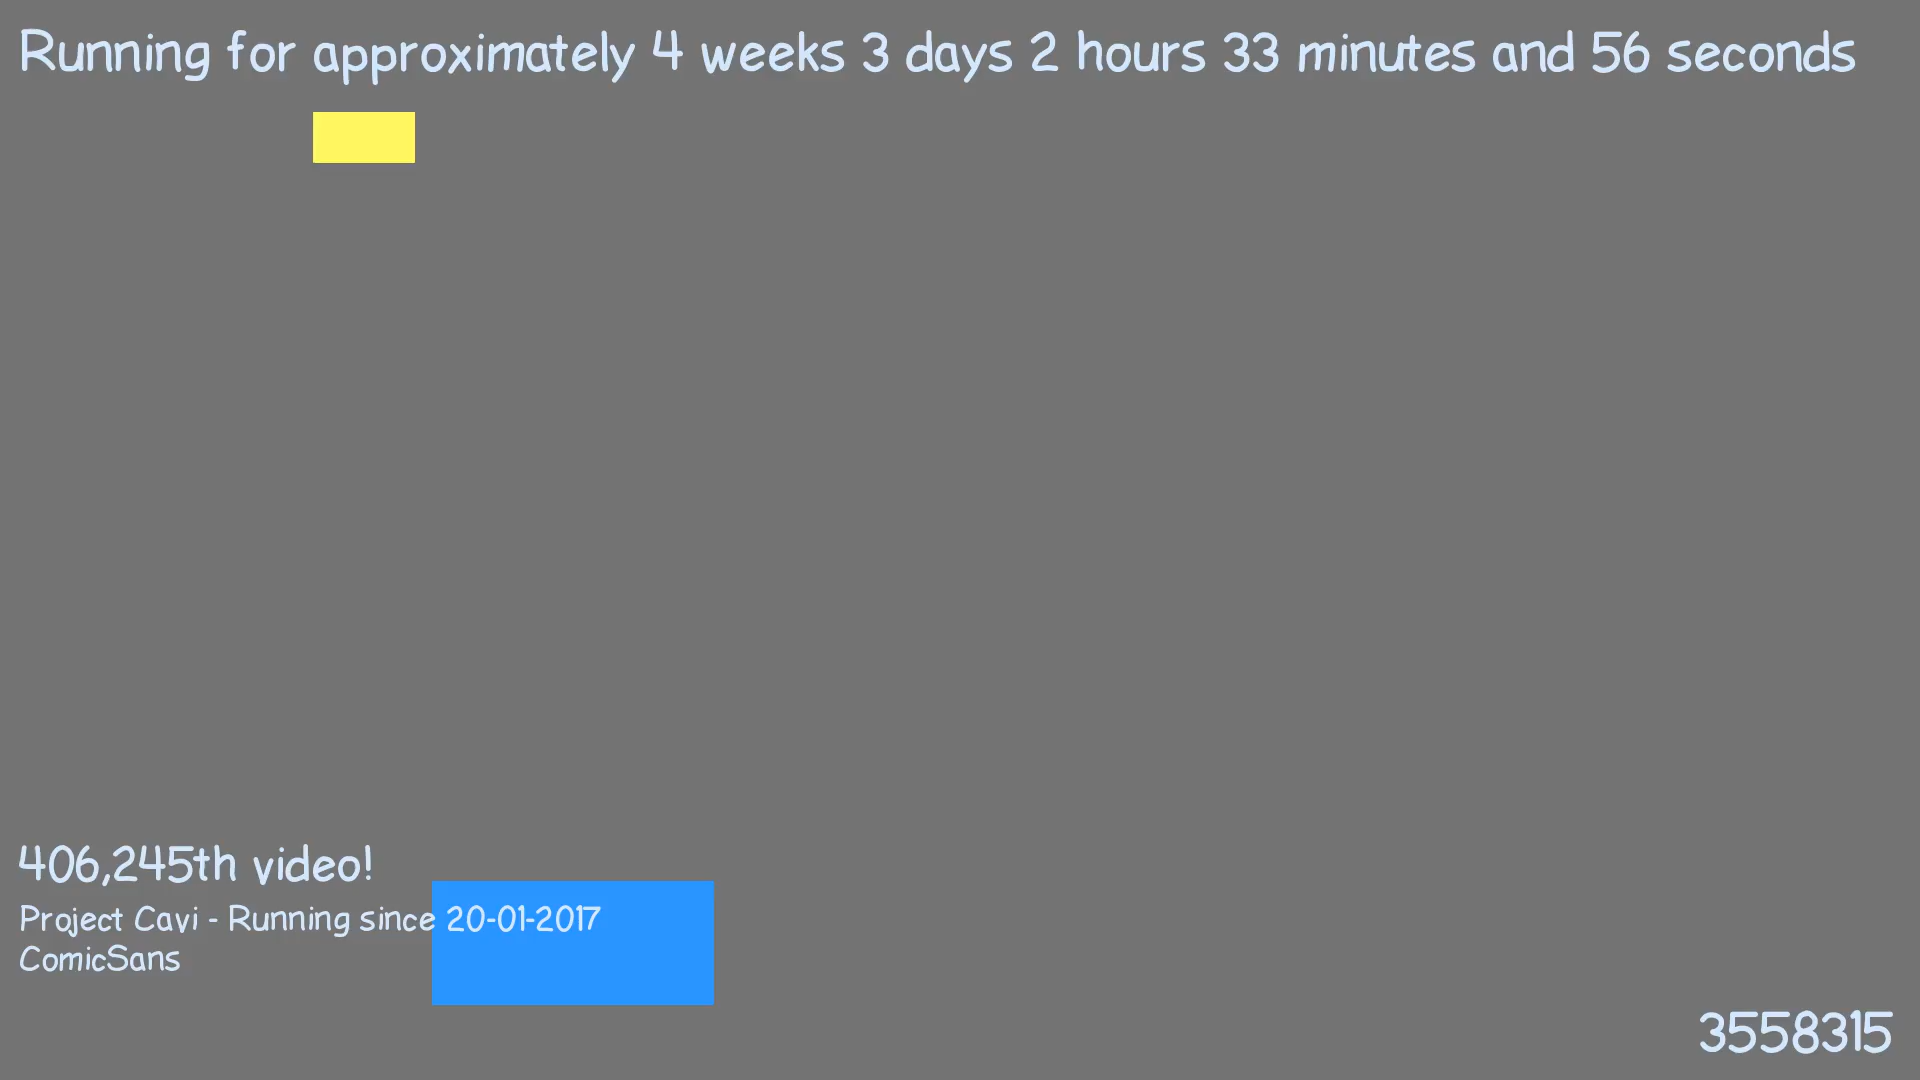 Running for approximately 4 weeks 3 days 2 hours 33 minutes and 56 seconds
406,245th video!
Project Cavi - Running since 20-01-2017
ComicSans
3558315